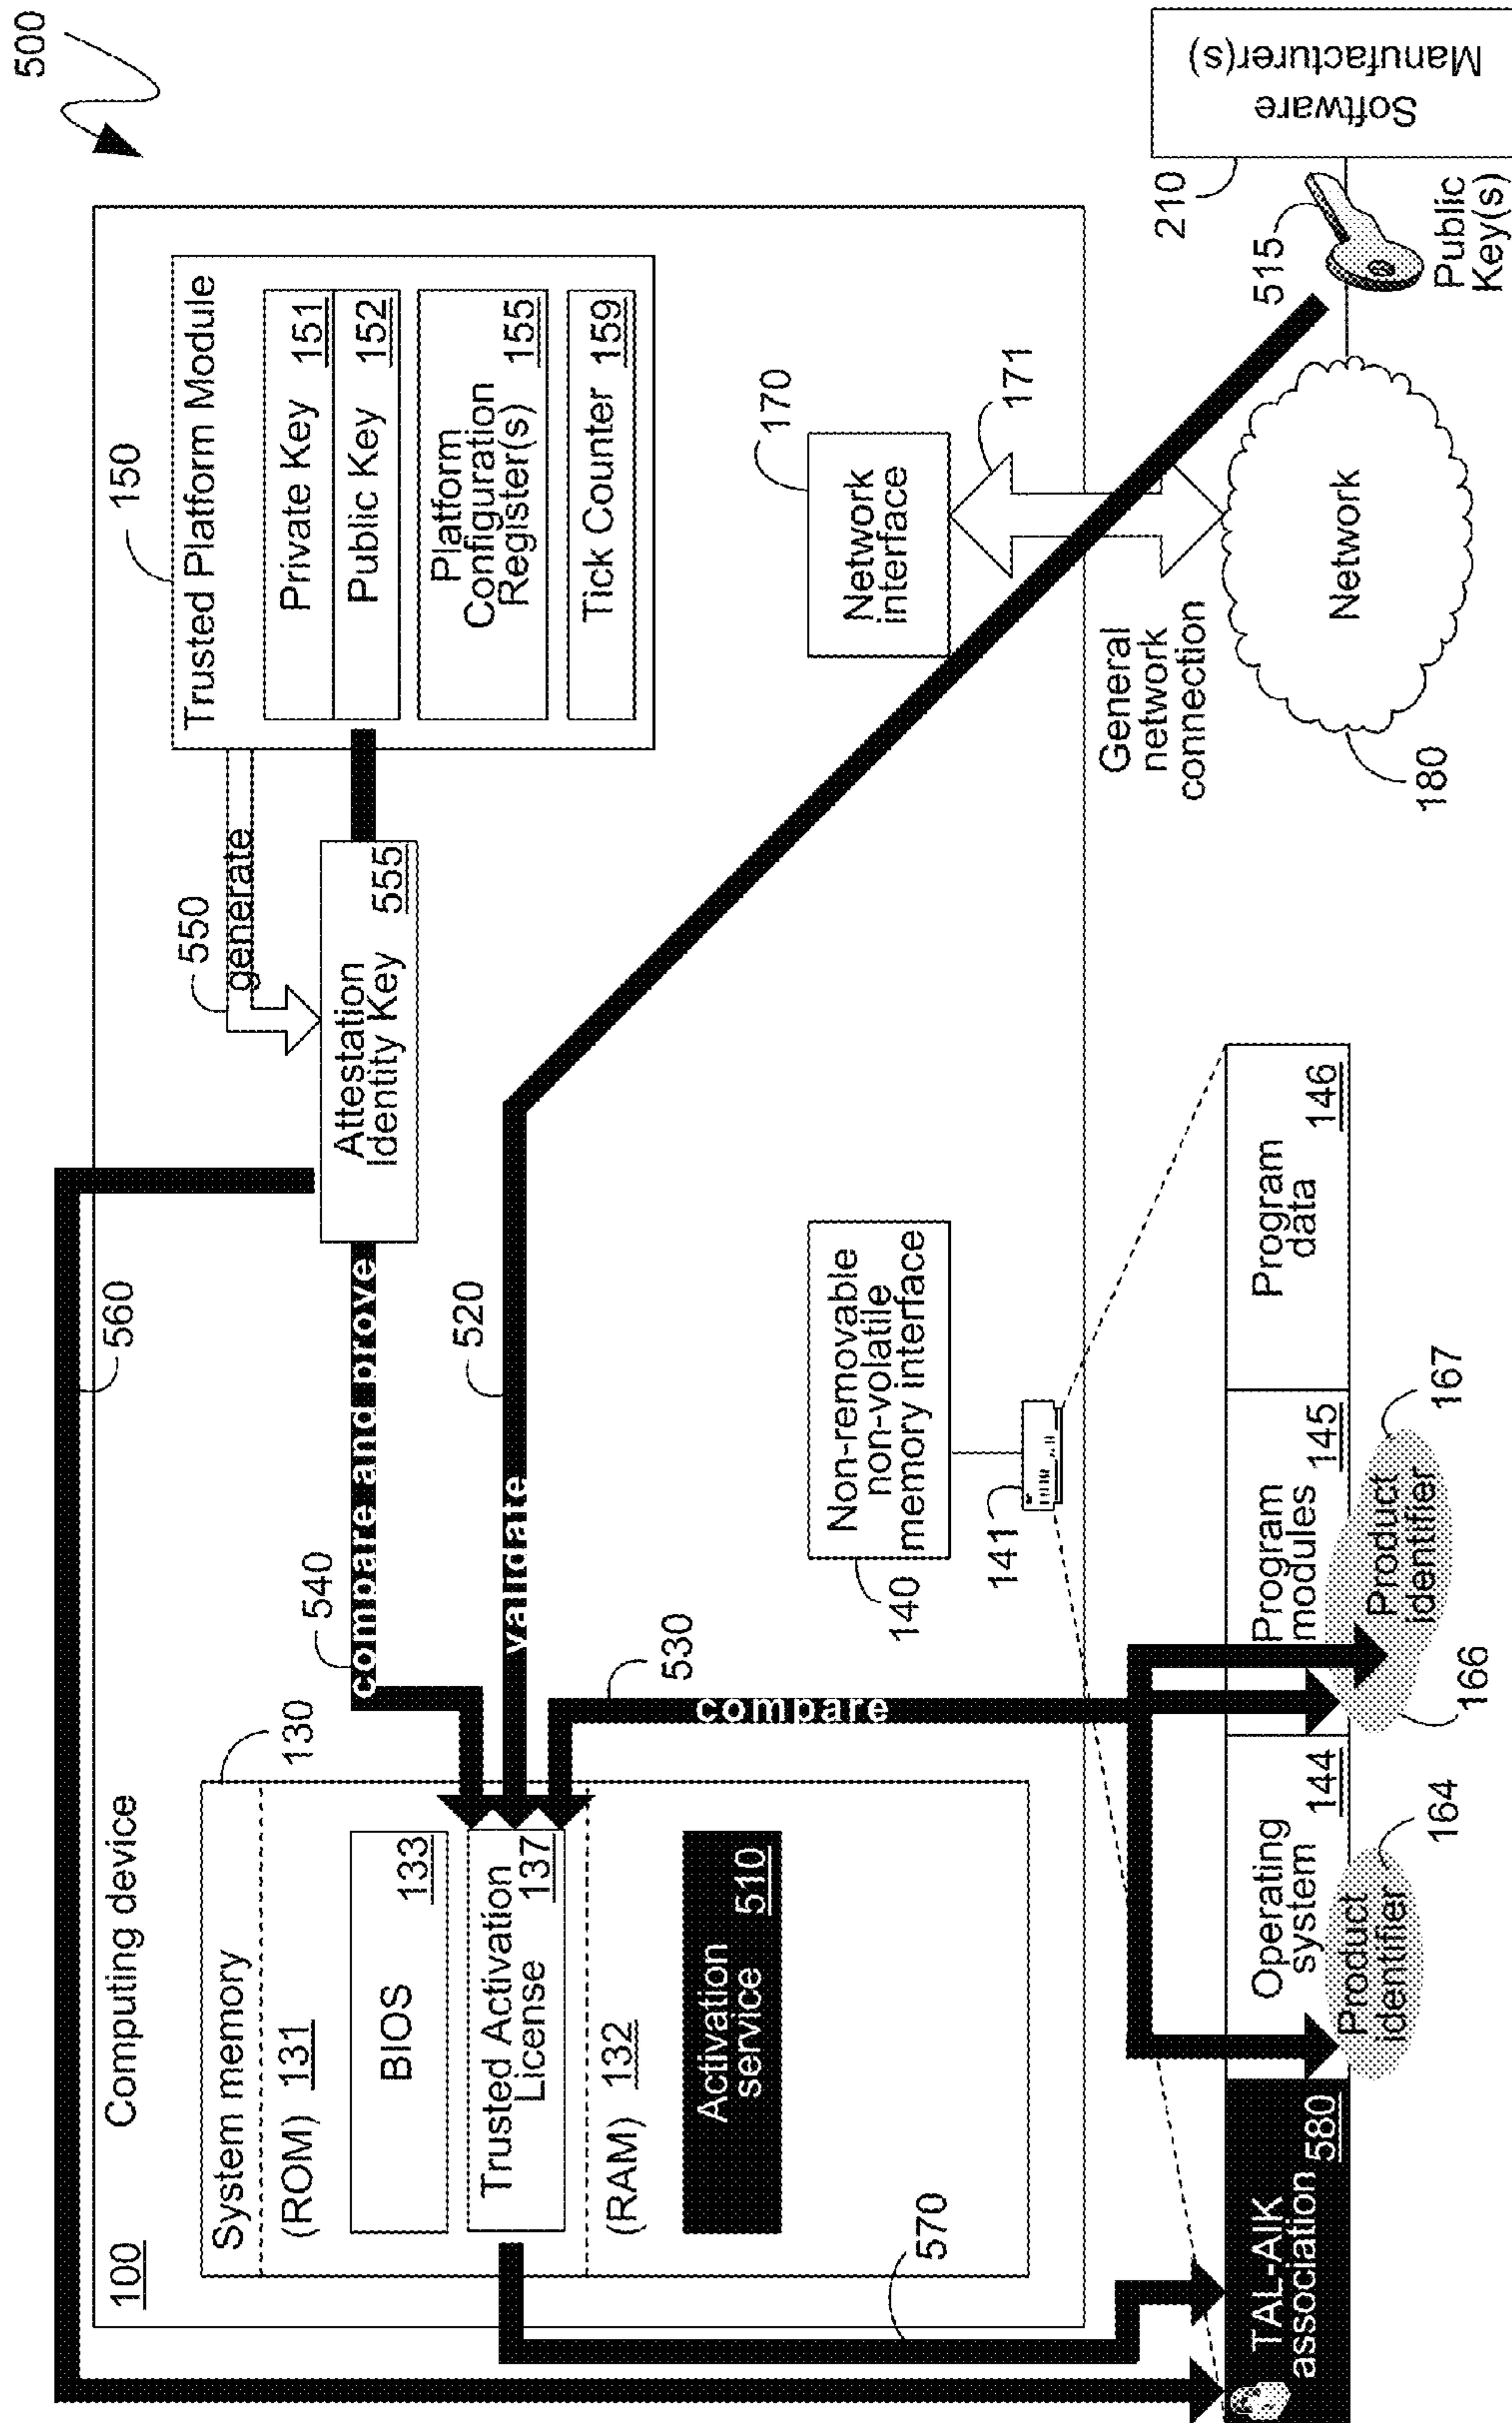 500
Computing device
100
System memory
130
(ROM) 131
BIOS
133
Trusted Activation
License
137
(RAM) 132
Activation
service
510
540
compare and prove
520
validate
530
compare
560
570
550
generate
Attestation
Identity Key
555
150
Trusted Platform Module
Private Key 151
Public Key 152
Platform
Configuration
Register(s)
155
Tick Counter 159
Non-removable
non-volatile
memory interface
140
141
Network
interface
170
171
General
network
connection
Network
180
515
Public
Key(s)
210
Software
Manufacturer(s)
TAL-AIK
association
580
Operating
system
144
Product
identifier
164
Program
modules
145
Product
identifier
166
167
Program
data
146